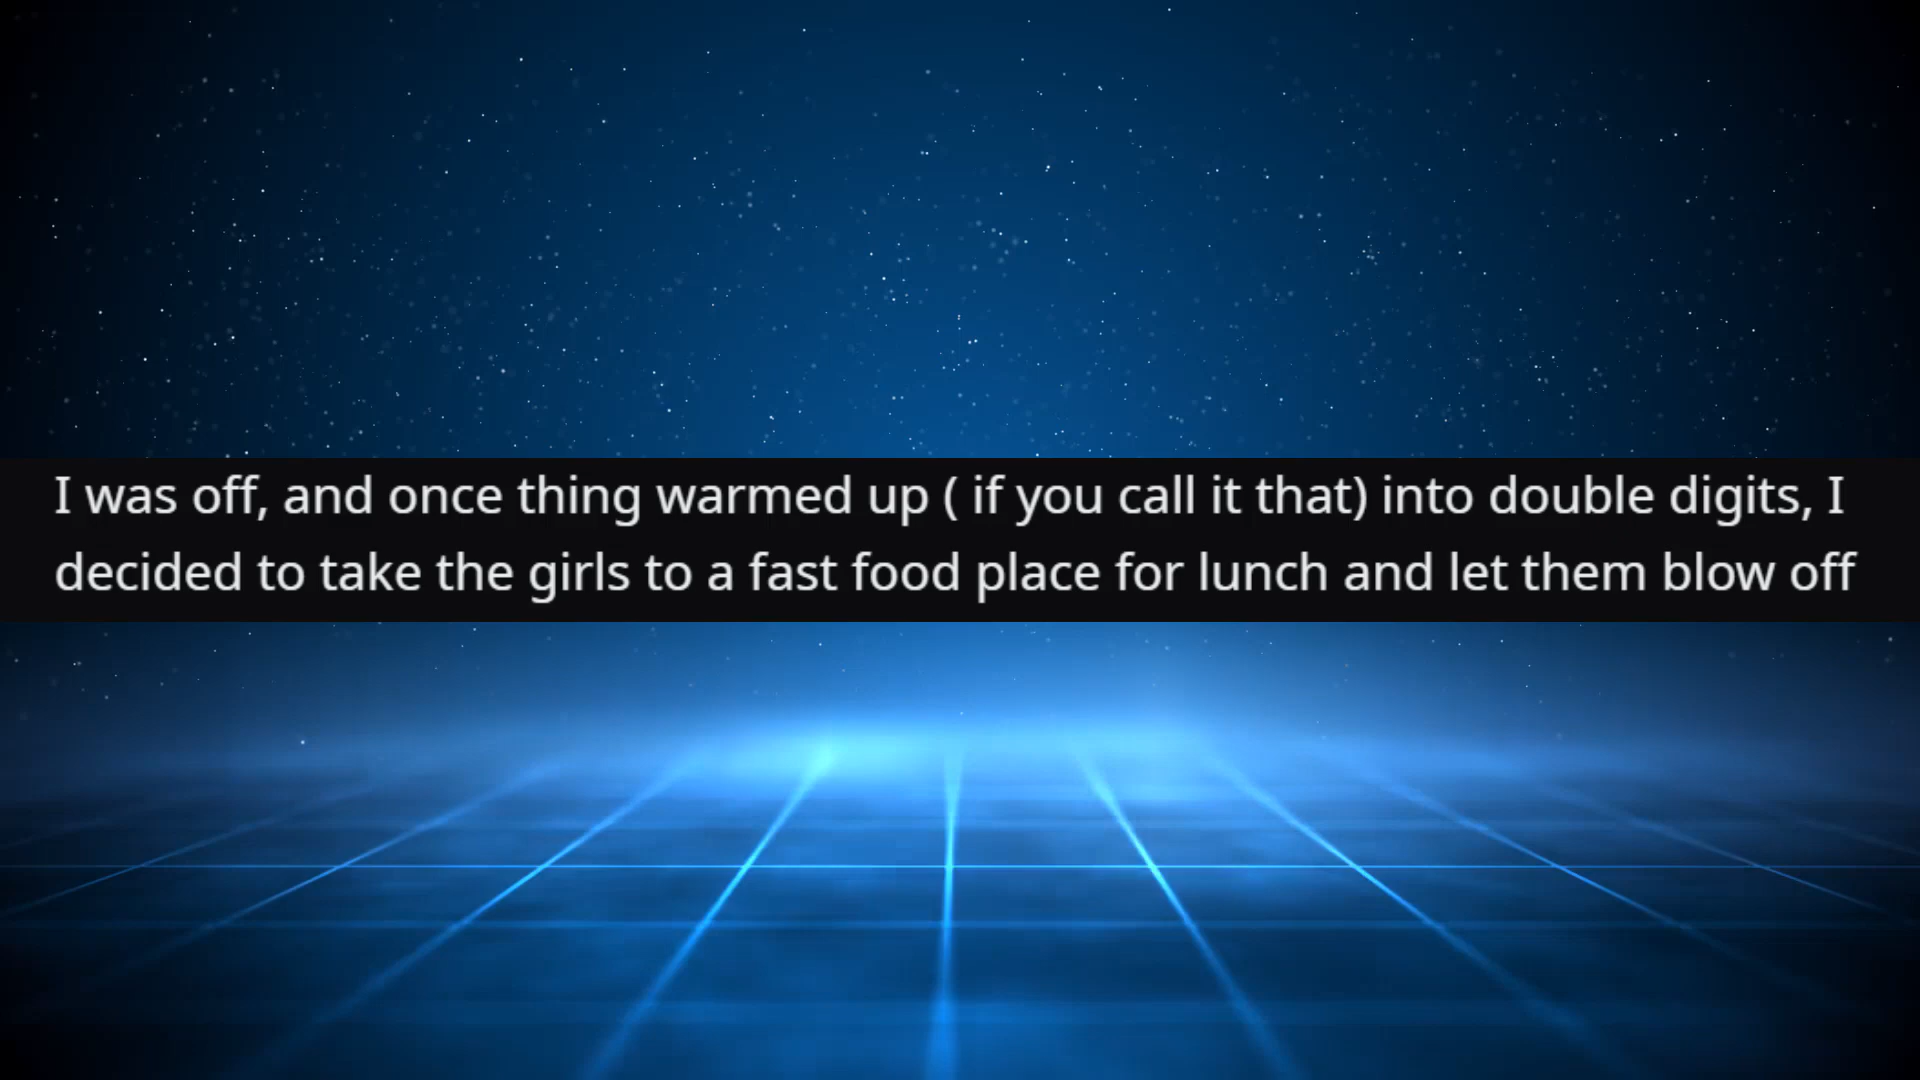 I was off, and once thing warmed up ( if you call it that) into double digits, I
decided to take the girls to a fast food place for lunch and let them blow off